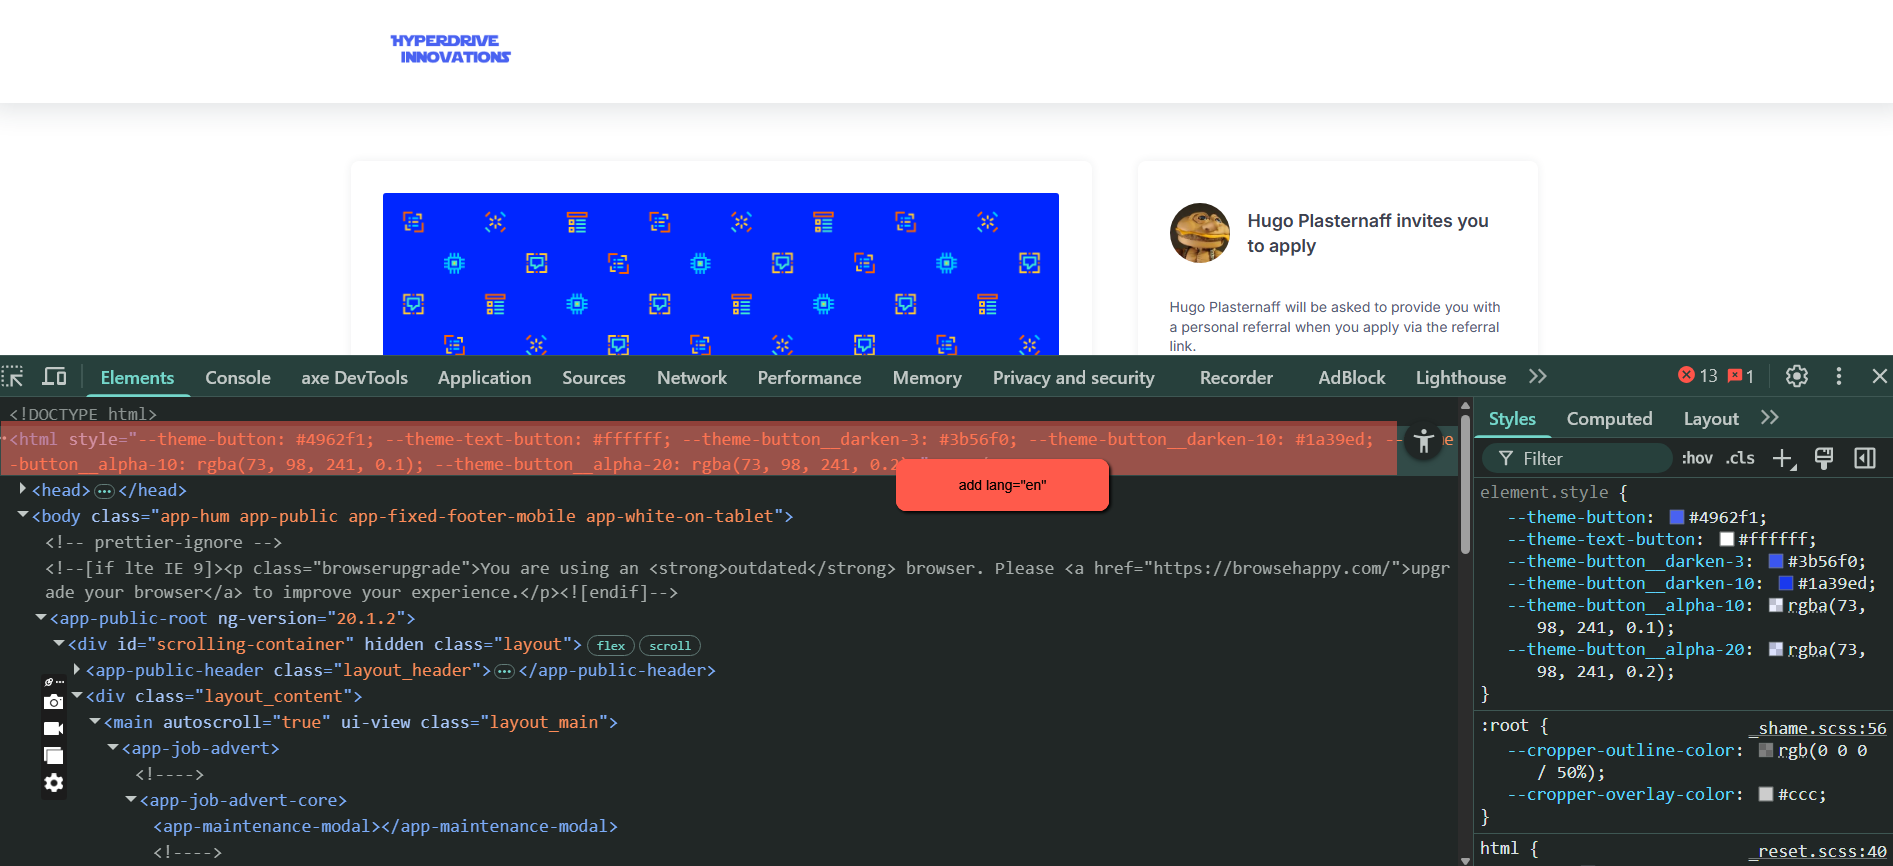 HYPERDRIVE
INNOVATIONS
Hugo Plasternaff invites you
to apply
Hugo Plasternaff will be asked to provide you with
a personal referral when you apply via the referral
link.
Elements Console axe DevTools Application Sources Network Performance Memory Privacy and security Recorder AdBlock Lighthouse 13 1
<!DOCTYPE html>
<html style="--theme-button: #4962f1; --theme-text-button: #ffffff; --theme-button__darken-3: #3b56f0; --theme-button__darken-10: #1a39ed; -- me
-button__alpha-10: rgba(73, 98, 241, 0.1); --theme-button__alpha-20: rgba(73, 98, 241, 0.2
add lang="en"
<head> ⋯ </head>
<body class="app-hum app-public app-fixed-footer-mobile app-white-on-tablet">
<!-- prettier-ignore -->
<!--[if lte IE 9]><p class="browserupgrade">You are using an <strong>outdated</strong> browser. Please <a href="https://browsehappy.com/">upgr
ade your browser</a> to improve your experience.</p><![endif]-->
<app-public-root ng-version="20.1.2">
<div id="scrolling-container" hidden class="layout"> flex scroll
<app-public-header class="layout_header"> ⋯ </app-public-header>
<div class="layout_content">
<main autoscroll="true" ui-view class="layout_main">
<app-job-advert>
<!---->
<app-job-advert-core>
<app-maintenance-modal></app-maintenance-modal>
<!---->
Styles Computed Layout
Filter :hov .cls
element.style {
--theme-button: #4962f1;
--theme-text-button: #ffffff;
--theme-button__darken-3: #3b56f0;
--theme-button__darken-10: #1a39ed;
--theme-button__alpha-10: rgba(73,
98, 241, 0.1);
--theme-button__alpha-20: rgba(73,
98, 241, 0.2);
}
:root { _shame.scss:56
--cropper-outline-color: rgb(0 0 0
/ 50%);
--cropper-overlay-color: #ccc;
}
html { _reset.scss:40